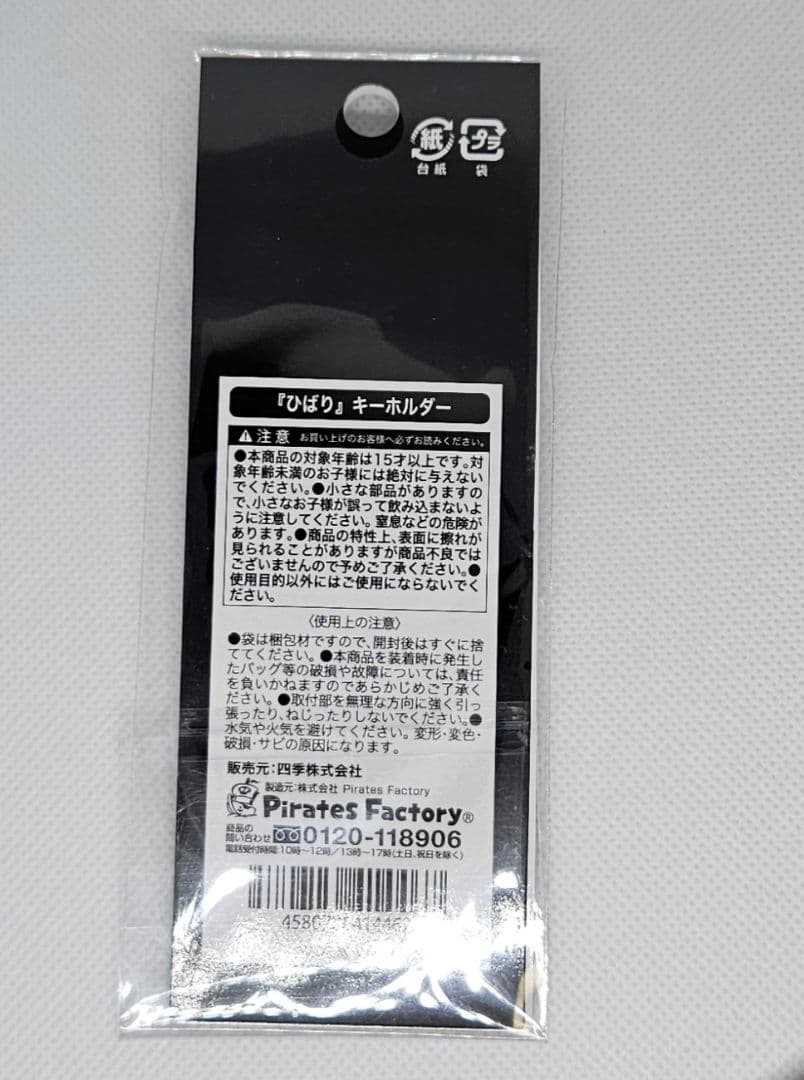 紙 プラ
台紙 袋
『ひばり』キーホルダー
注意 お買い上げのお客様へ必ずお読みください。
●本商品の対象年齢は15才以上です。対
象年齢未満のお子様には絶対に与えない
でください。●小さな部品がありますの
で、小さなお子様が誤って飲み込まないよ
うに注意してください。窒息などの危険が
あります。●商品の特性上、表面に擦れが
見られることがありますが商品不良では
ございませんので予めご了承ください。●
使用目的以外にはご使用にならないでく
ださい。
〈使用上の注意〉
●袋は梱包材ですので、開封後はすぐに捨
ててください。●本商品を装着時に発生し
たバッグ等の破損や故障については、責任
を負いかねますのであらかじめご了承く
ださい。●取付部を無理な方向に強く引っ
張ったり、ねじったりしないでください。●
水気や火気を避けてください。変形・変色・
破損・サビの原因になります。
販売元:四季株式会社
製造元:株式会社 Pirates Factory
Pirates Factory®
商品の
問い合わせ 0120-118906
電話受付時間:10時〜12時/13時〜17時(土日、祝日を除く)